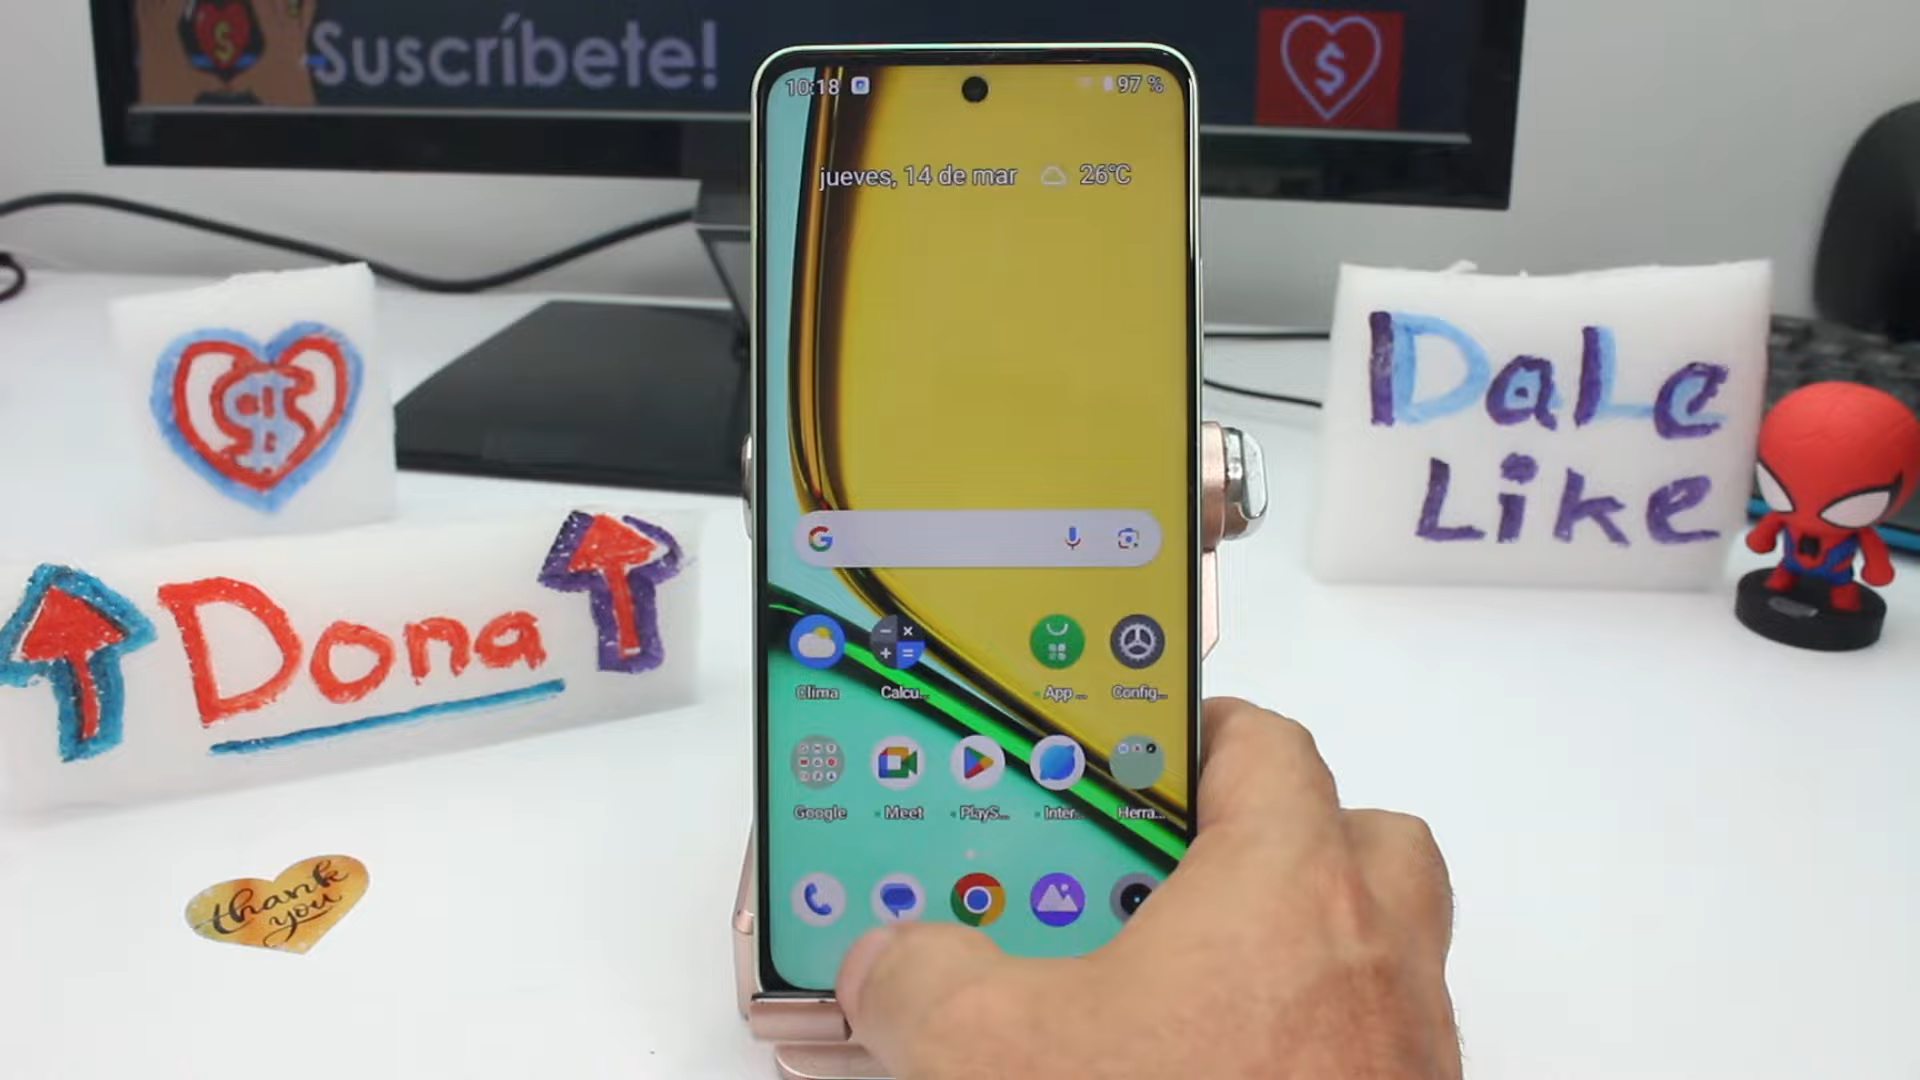 Suscríbete!
$
10:18
97 %
jueves, 14 de mar
26°C
$
DaLe
Like
Dona
Clima
Calcu...
App ...
Config...
Google
Meet
PlayS...
Inter...
Herra...
thank
you